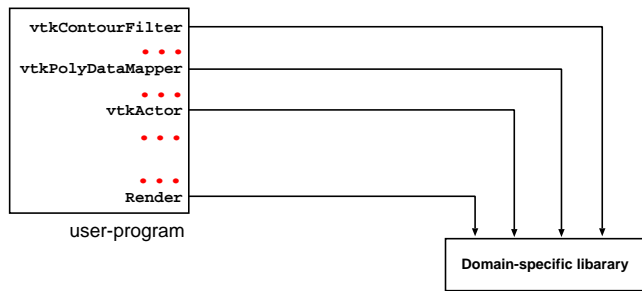 vtkContourFilter
vtkPolyDataMapper
vtkActor
Render
user-program
Domain-specific libarary